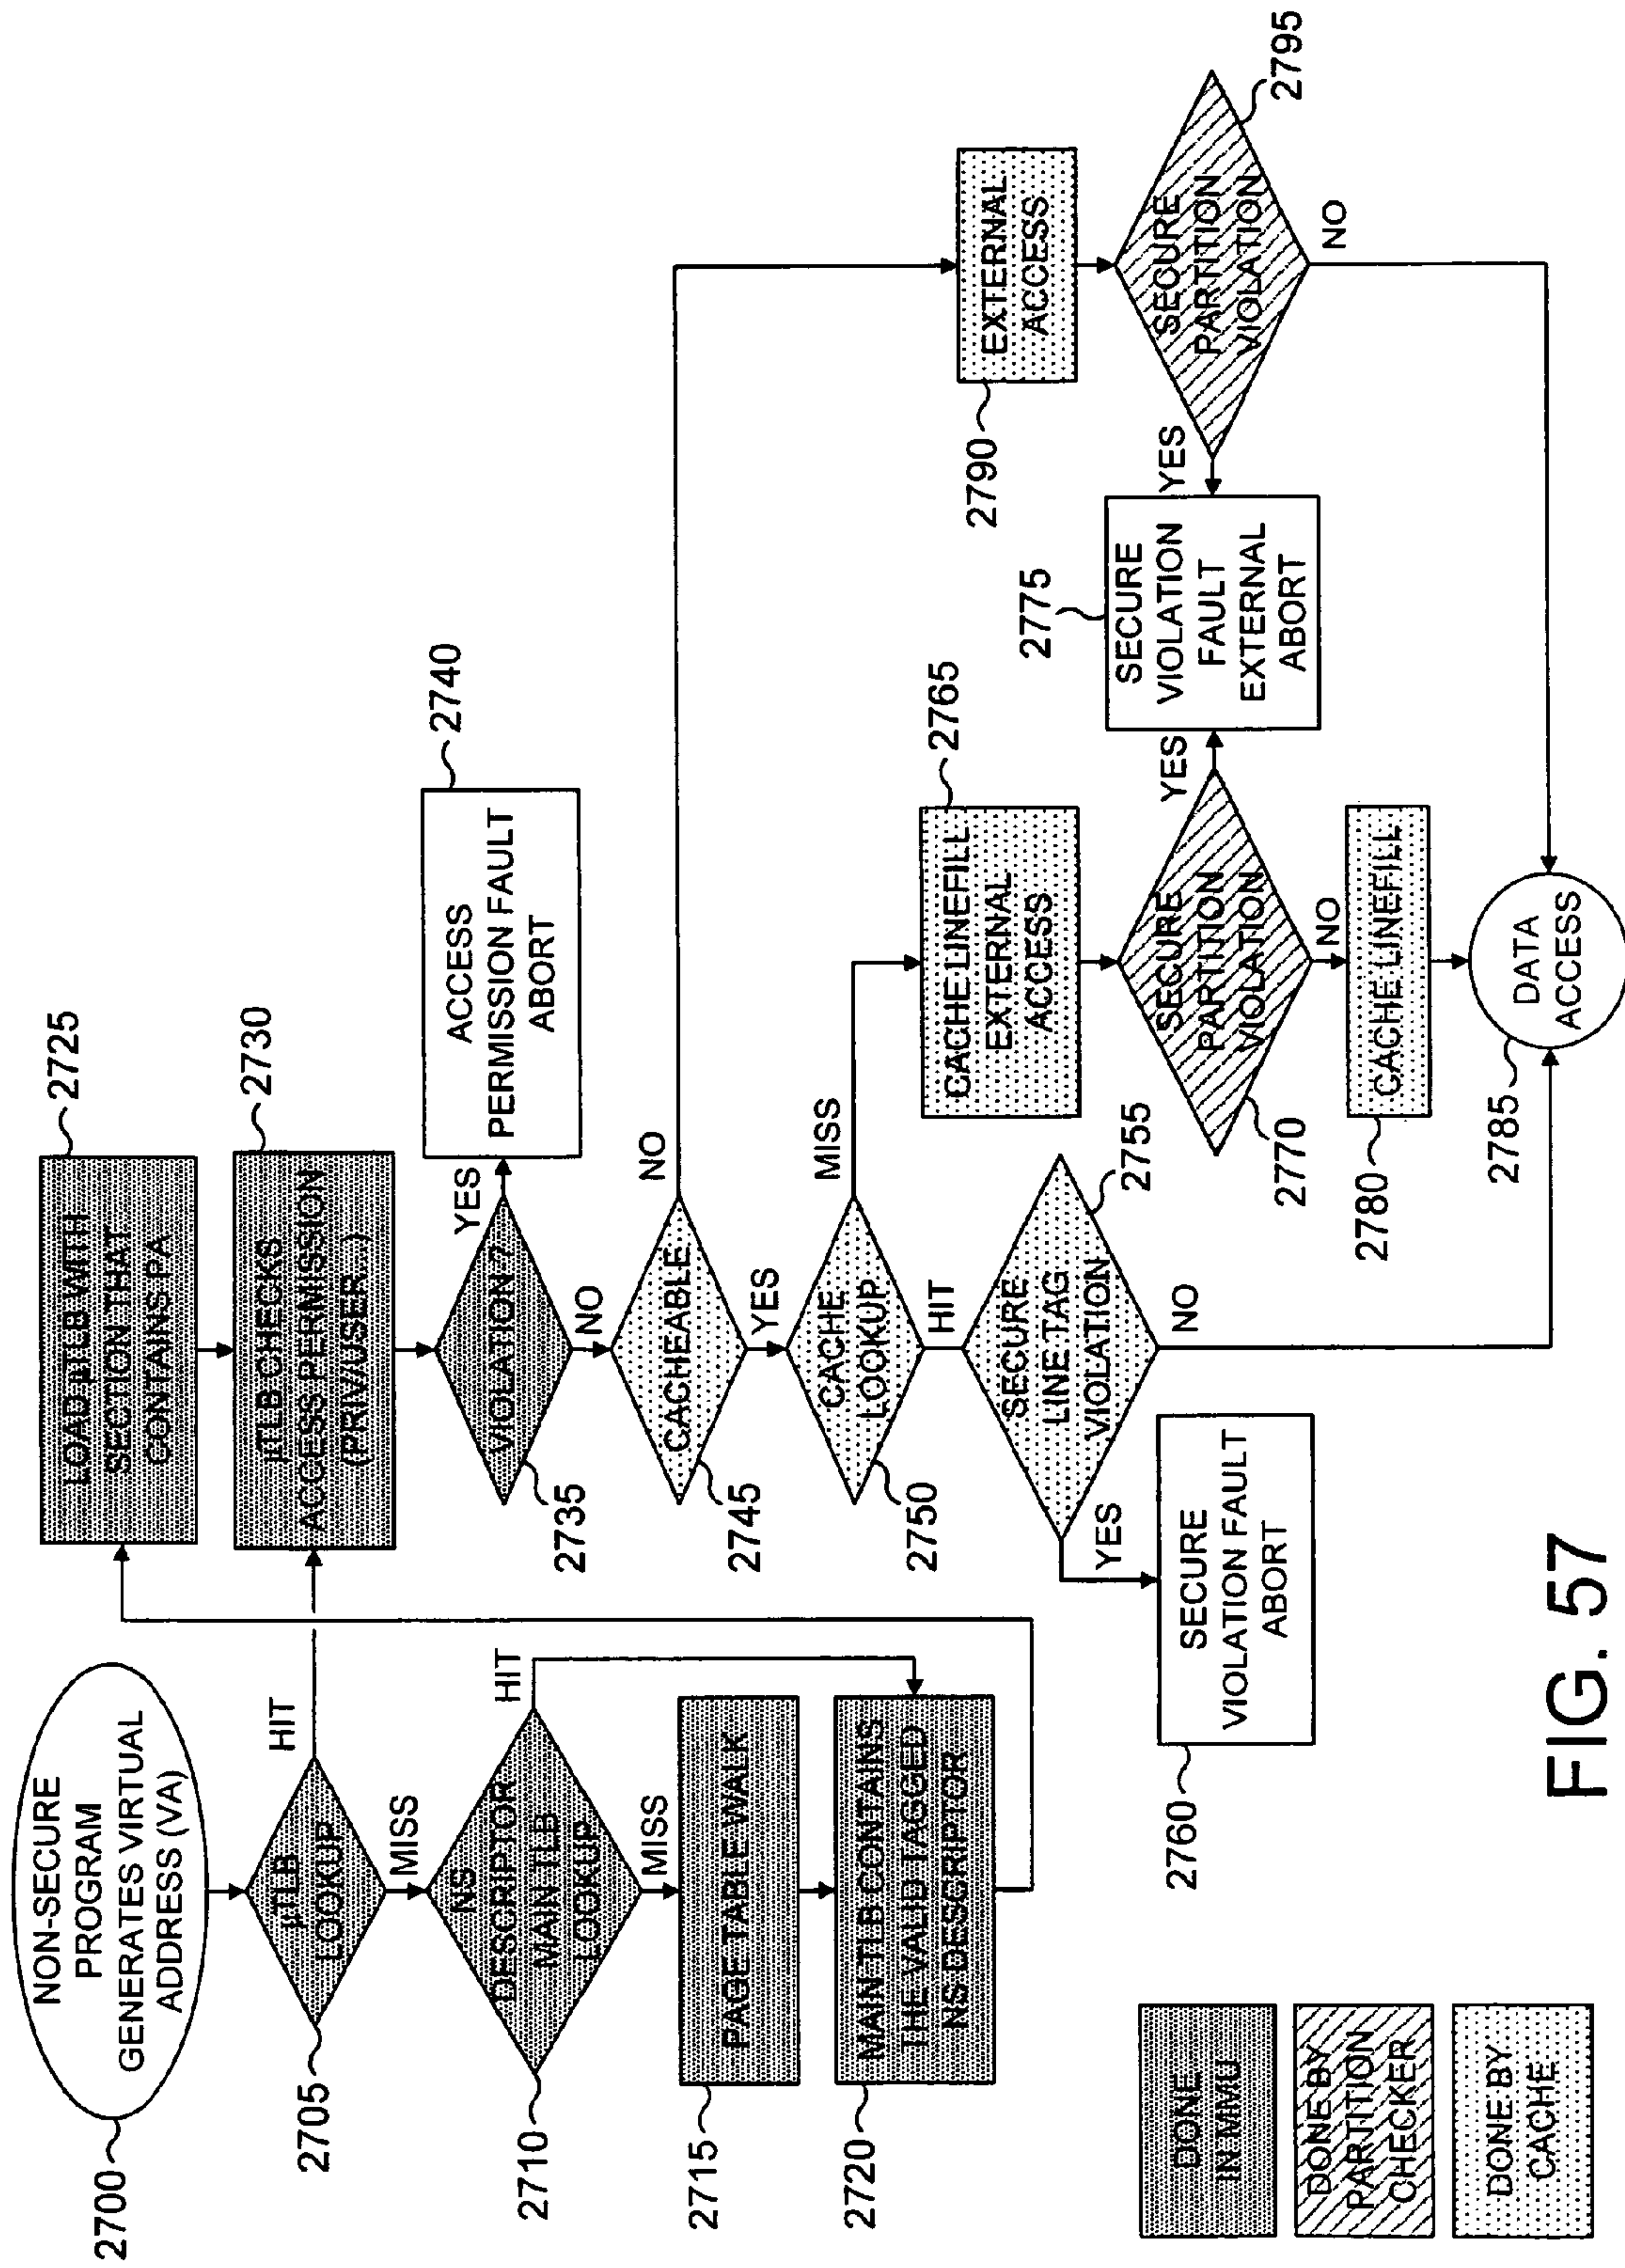 2700
NON-SECURE
PROGRAM
GENERATES VIRTUAL
ADDRESS (VA)
2705
µTLB
LOOKUP
HIT
MISS
2710
NS
DESCRIPTOR
MAIN TLB
LOOKUP
HIT
MISS
2715
PAGE TABLE WALK
2720
MAIN TLB CONTAINS
THE VALID TAGGED
NS DESCRIPTOR
2725
LOAD µTLB WITH
SECTION THAT
CONTAINS PA
2730
µTLB CHECKS
ACCESS PERMISSION
(PRIV/USER...)
2735
VIOLATION ?
YES
NO
2740
ACCESS
PERMISSION FAULT
ABORT
2745
CACHEABLE
NO
YES
2750
CACHE
LOOKUP
MISS
HIT
2755
SECURE
LINE TAG
VIOLATION
YES
NO
2760
SECURE
VIOLATION FAULT
ABORT
2765
CACHE LINEFILL
EXTERNAL
ACCESS
2770
SECURE
PARTITION
VIOLATION
YES
NO
2775
SECURE
VIOLATION
FAULT
EXTERNAL
ABORT
2780
CACHE LINEFILL
2785
DATA
ACCESS
2790
EXTERNAL
ACCESS
2795
SECURE
PARTITION
VIOLATION
YES
NO
DONE
IN MMU
DONE BY
PARTITION
CHECKER
DONE BY
CACHE
FIG. 57